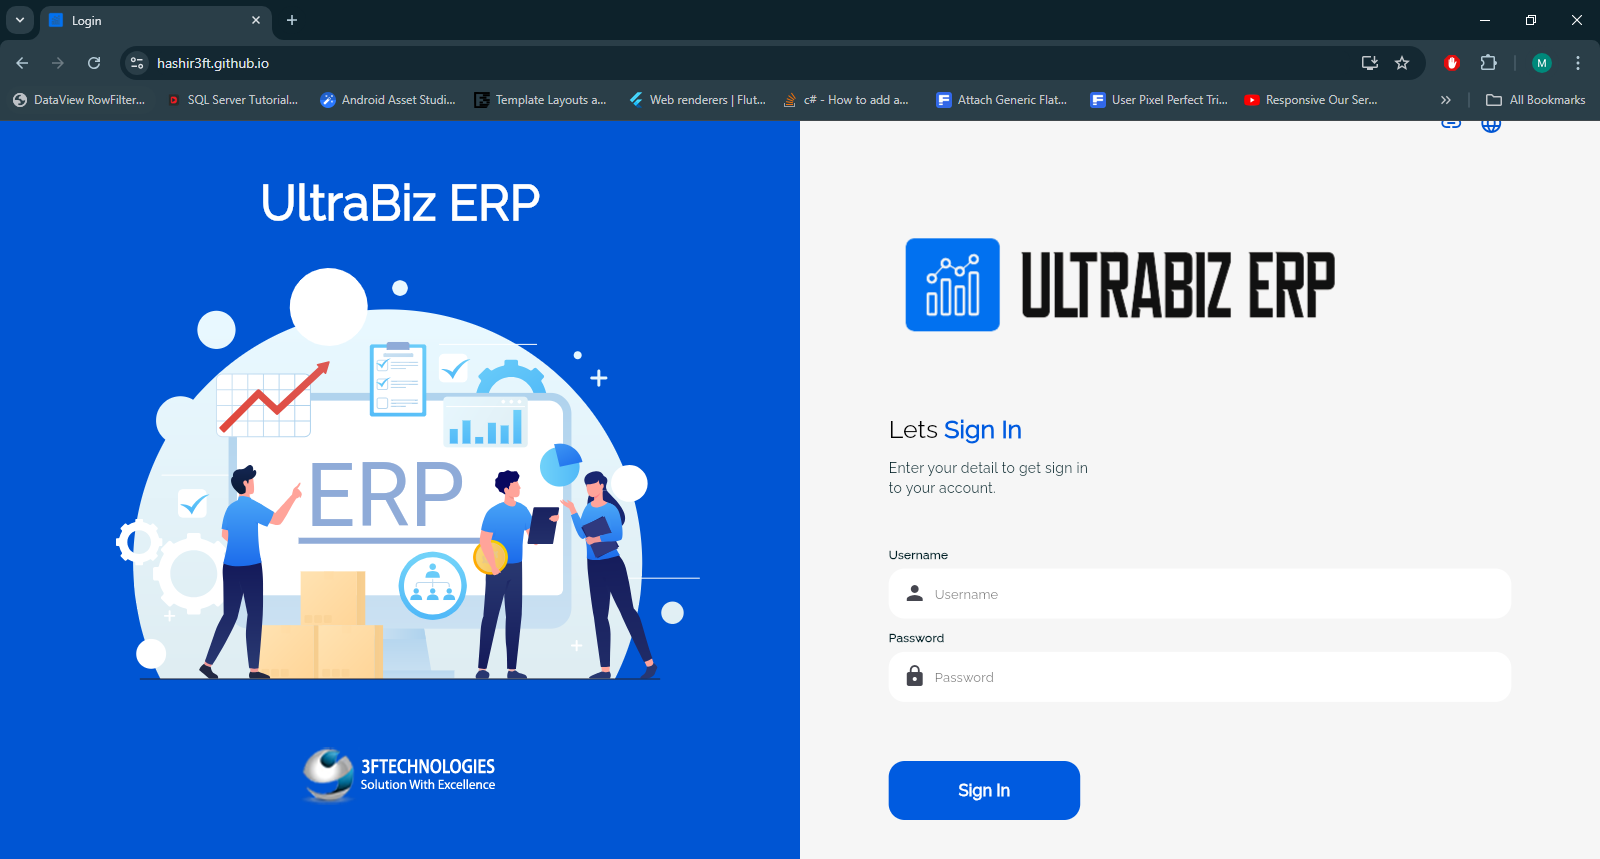 Login
hashir3ft.github.io
M
DataView RowFilter...
SQL Server Tutorial...
Android Asset Studi...
Template Layouts a...
Web renderers | Flut...
c# - How to add a...
Attach Generic Flat...
User Pixel Perfect Tri...
Responsive Our Ser...
All Bookmarks
UltraBiz ERP
ERP
3FTECHNOLOGIES
Solution With Excellence
ULTRABIZ ERP
Lets Sign In
Enter your detail to get sign in
to your account.
Username
Username
Password
Password
Sign In